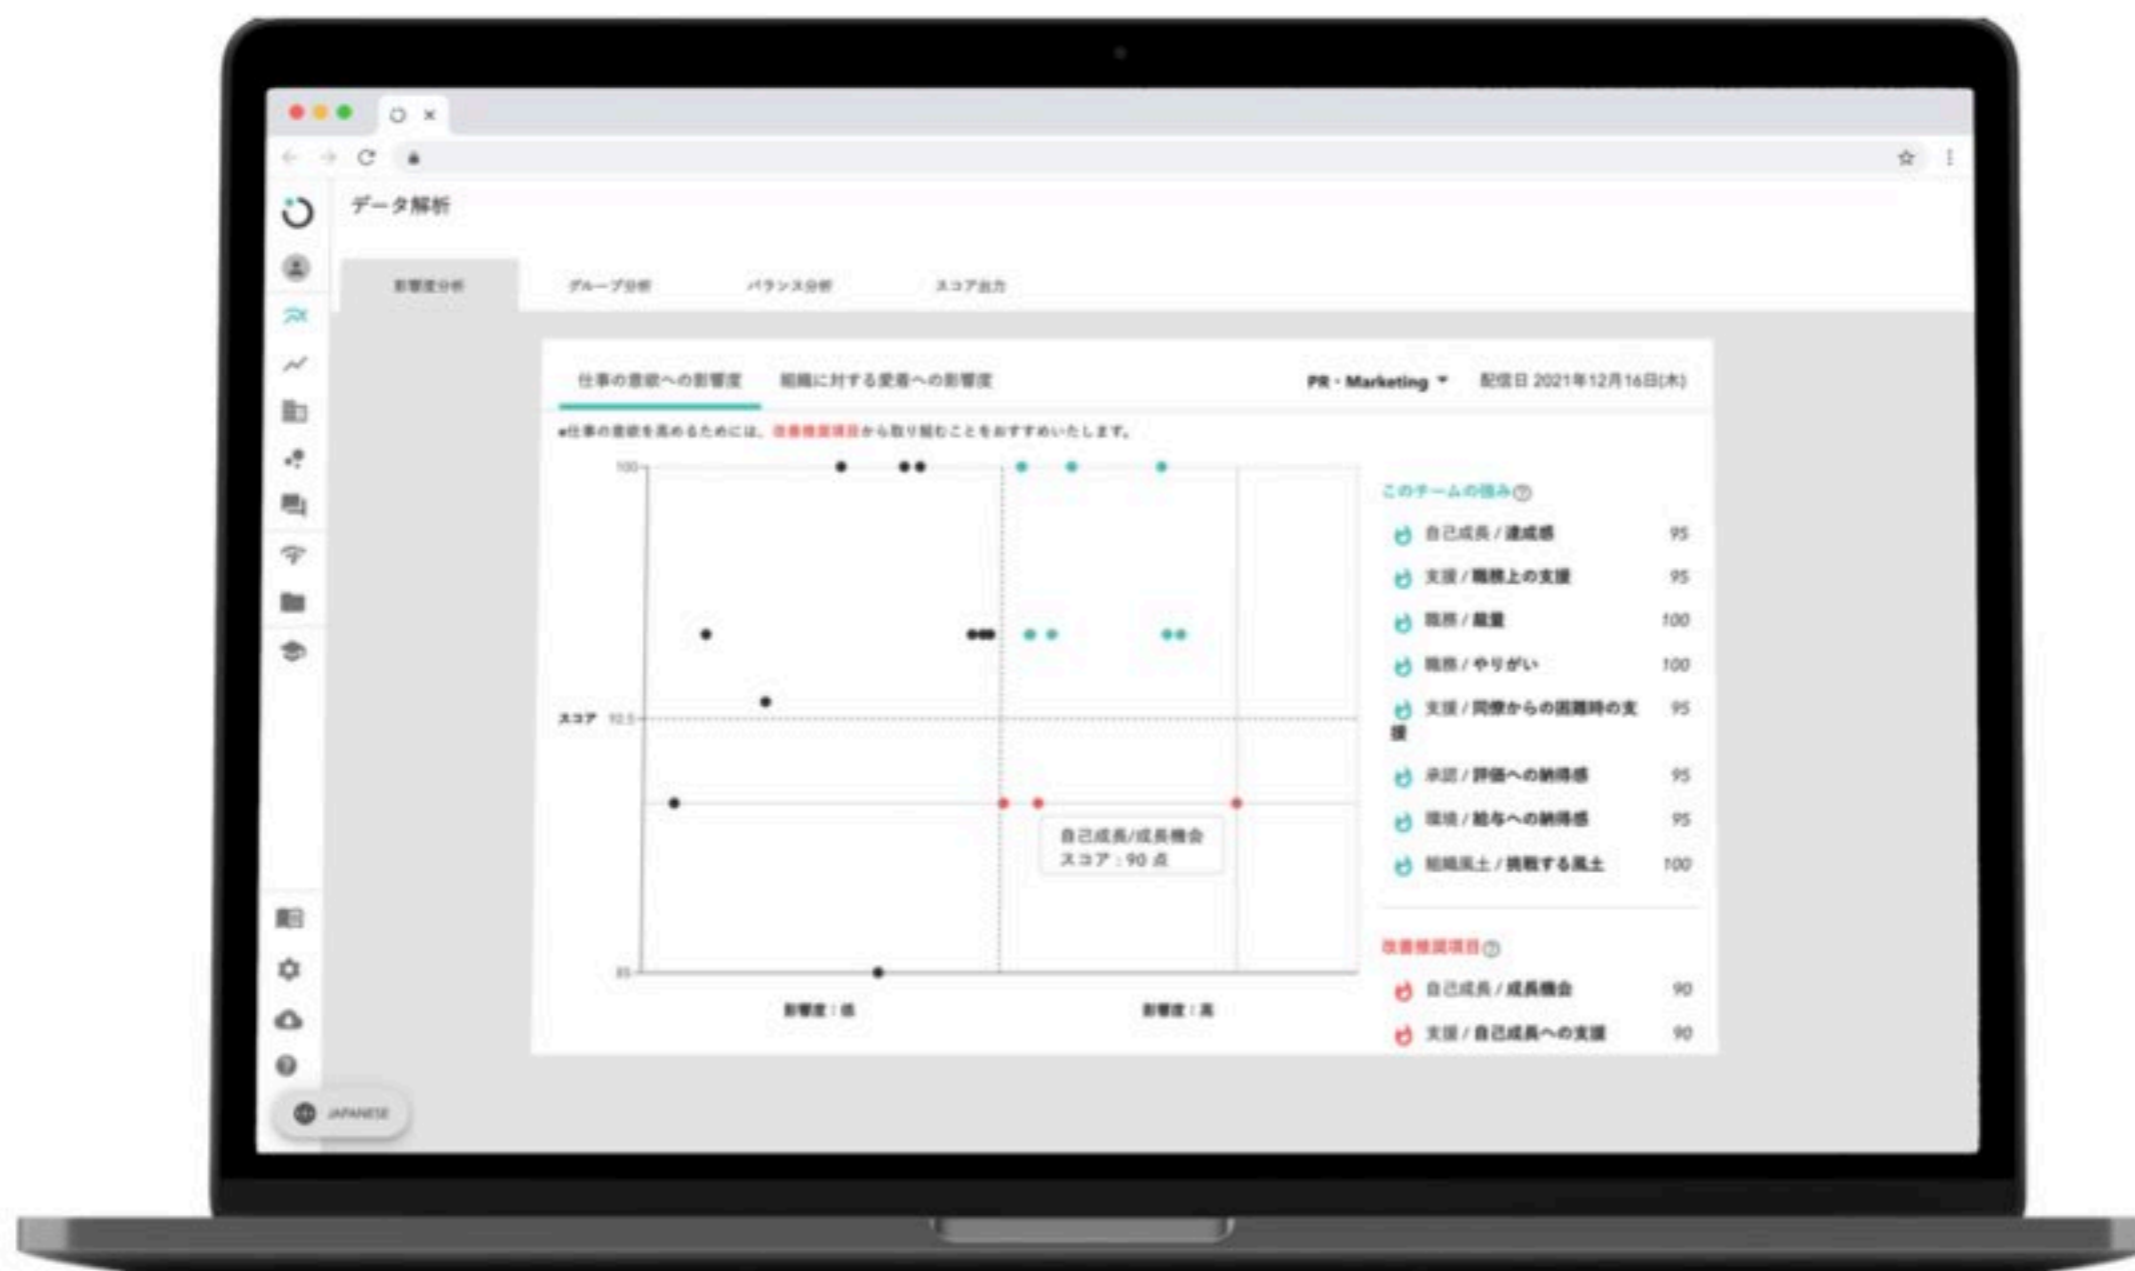 データ解析
影響度分析 グループ分析 バランス分析 スコア出力
仕事の意欲への影響度 組織に対する愛着への影響度 PR・Marketing 配信日 2021年12月16日(木)
※仕事の意欲を高めるためには、改善推奨項目から取り組むことをおすすめいたします。
100
スコア 92.5
85
自己成長/成長機会
スコア : 90 点
影響度：低 影響度：高
このチームの強み
自己成長 / 達成感 95
支援 / 職務上の支援 95
職務 / 裁量 100
職務 / やりがい 100
支援 / 同僚からの困難時の支 95
援
承認 / 評価への納得感 95
環境 / 給与への納得感 95
組織風土 / 挑戦する風土 100
改善推奨項目
自己成長 / 成長機会 90
支援 / 自己成長への支援 90
JAPANESE